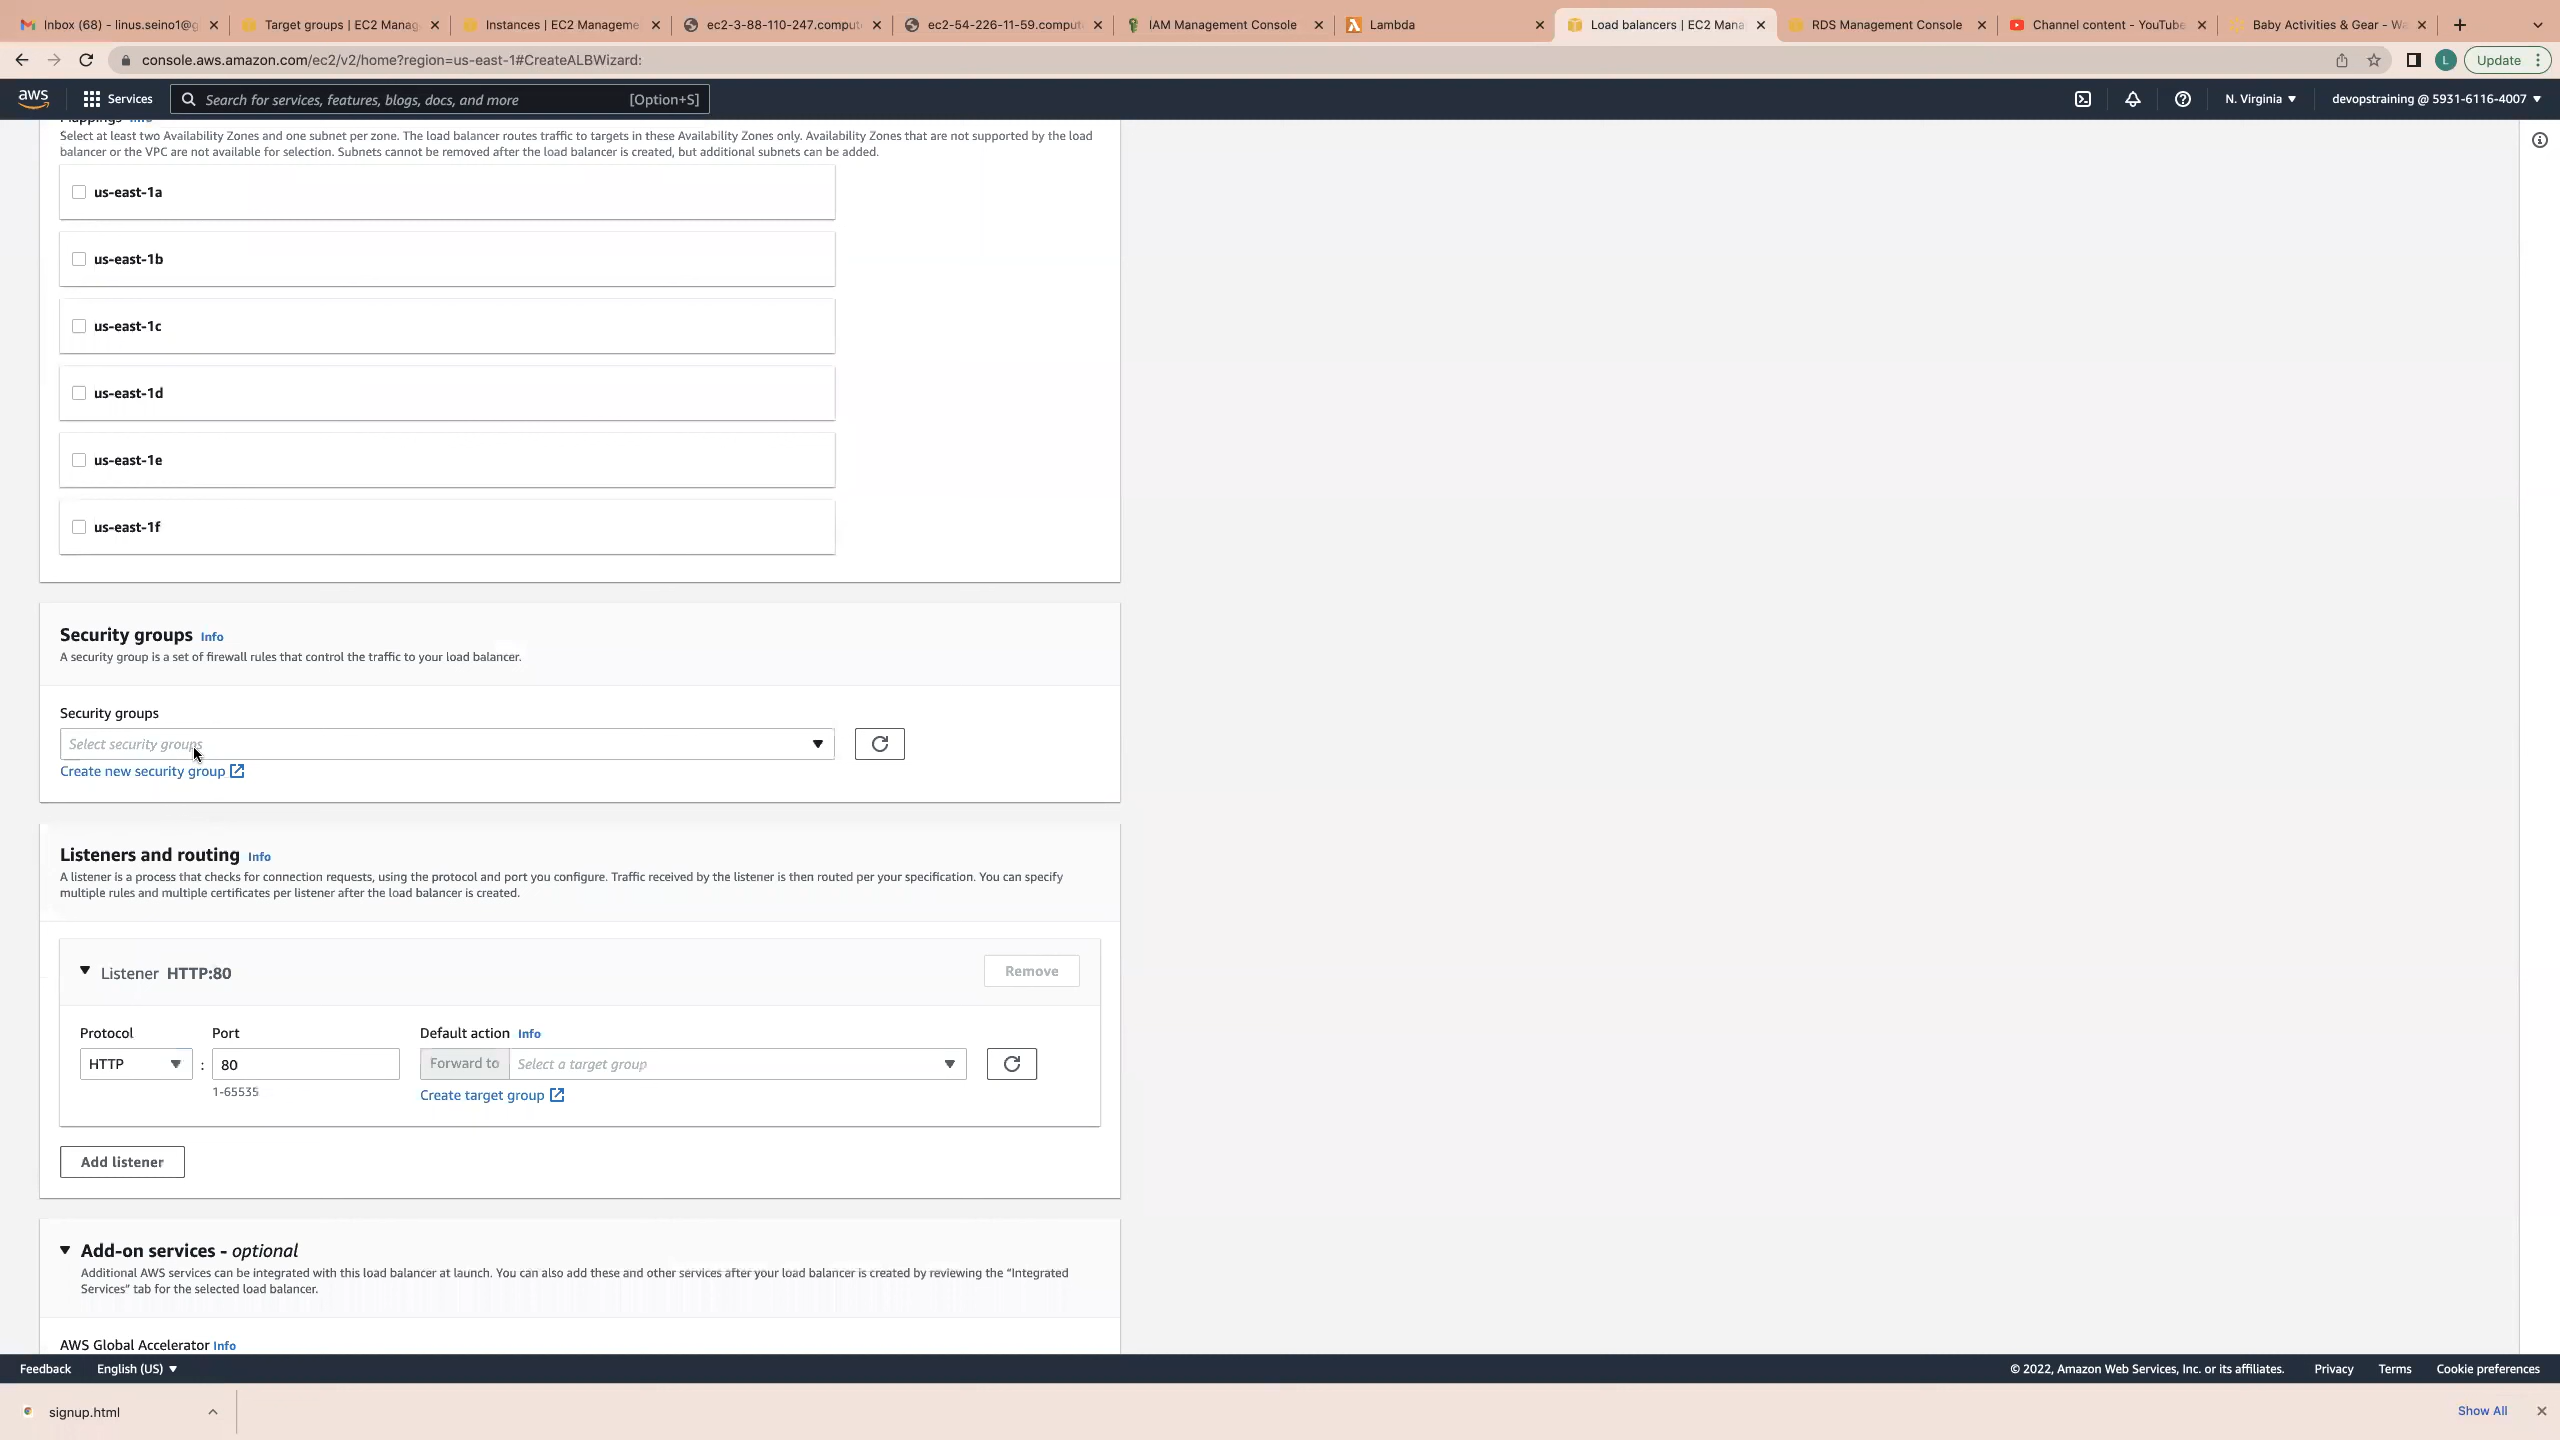 Inbox (68) - linus.seino1@g
Target groups | EC2 Manag
Instances | EC2 Manageme
ec2-3-88-110-247.comput
ec2-54-226-11-59.comput
IAM Management Console
Lambda
Load balancers | EC2 Mana
RDS Management Console
Channel content - YouTube
Baby Activities & Gear - Wa
console.aws.amazon.com/ec2/v2/home?region=us-east-1#CreateALBWizard:
L
Update
aws
Services
Search for services, features, blogs, docs, and more
[Option+S]
N. Virginia
devopstraining @ 5931-6116-4007
Mappings Info
Select at least two Availability Zones and one subnet per zone. The load balancer routes traffic to targets in these Availability Zones only. Availability Zones that are not supported by the load
balancer or the VPC are not available for selection. Subnets cannot be removed after the load balancer is created, but additional subnets can be added.
us-east-1a
us-east-1b
us-east-1c
us-east-1d
us-east-1e
us-east-1f
Security groups Info
A security group is a set of firewall rules that control the traffic to your load balancer.
Security groups
Select security groups
Create new security group
Listeners and routing Info
A listener is a process that checks for connection requests, using the protocol and port you configure. Traffic received by the listener is then routed per your specification. You can specify
multiple rules and multiple certificates per listener after the load balancer is created.
Listener HTTP:80
Remove
Protocol
Port
Default action Info
HTTP
:
80
Forward to
Select a target group
1-65535
Create target group
Add listener
Add-on services - optional
Additional AWS services can be integrated with this load balancer at launch. You can also add these and other services after your load balancer is created by reviewing the "Integrated
Services" tab for the selected load balancer.
AWS Global Accelerator Info
Feedback
English (US)
© 2022, Amazon Web Services, Inc. or its affiliates.
Privacy
Terms
Cookie preferences
signup.html
Show All